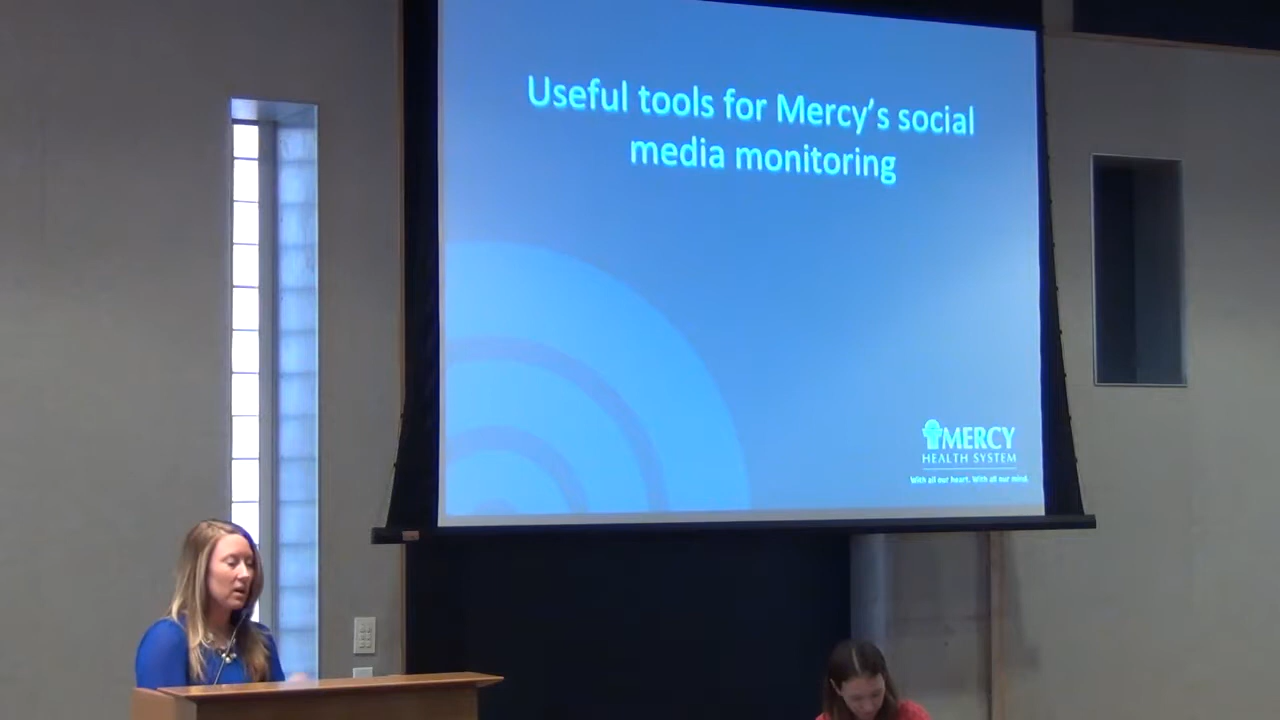 Useful tools for Mercy's social
media monitoring
MERCY
HEALTH SYSTEM
With all our heart. With all our mind.